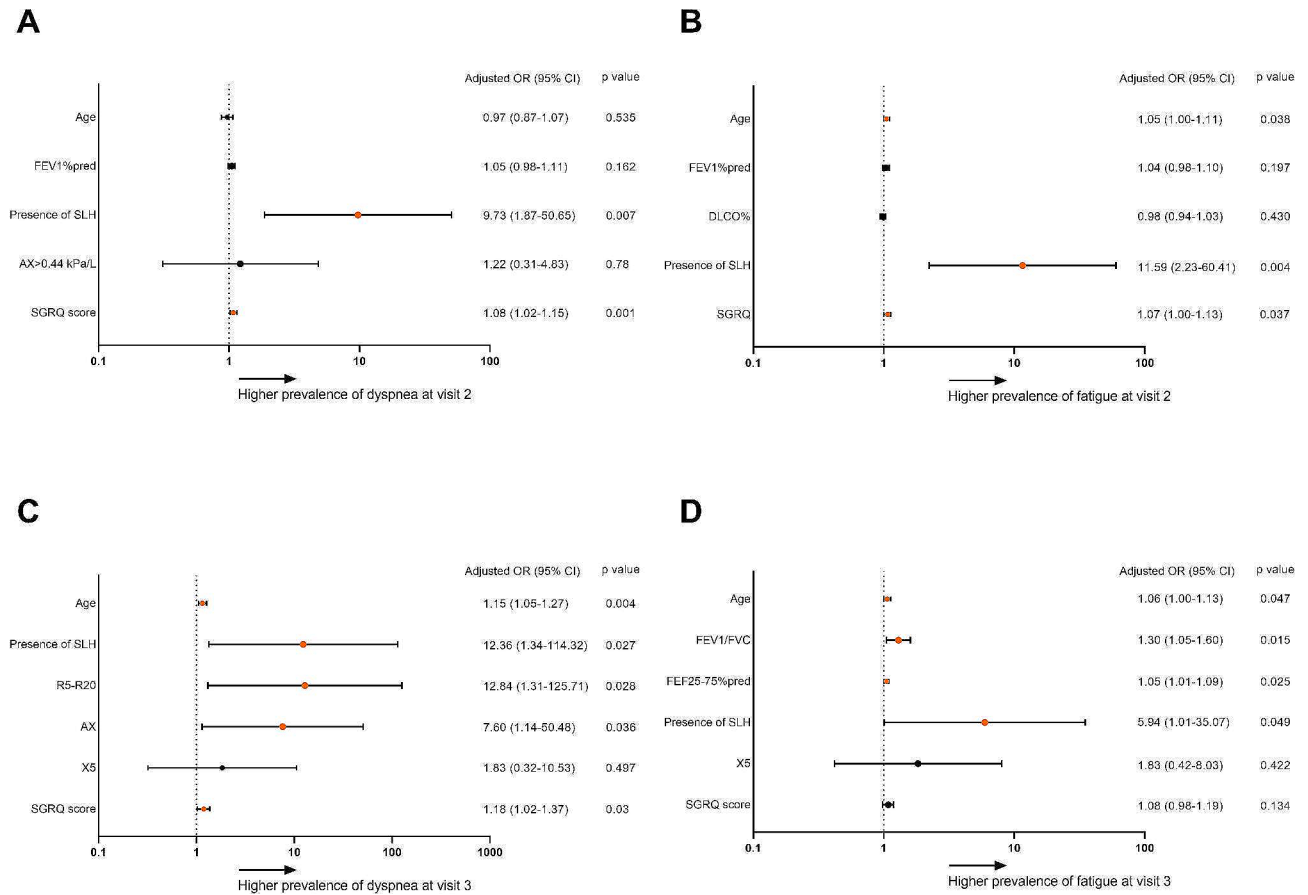 A
Adjusted OR (95% CI) p value
Age 0.97 (0.87-1.07) 0.535
FEV1%pred 1.05 (0.98-1.11) 0.162
Presence of SLH 9.73 (1.87-50.65) 0.007
AX>0.44 kPa/L 1.22 (0.31-4.83) 0.78
SGRQ score 1.08 (1.02-1.15) 0.001
0.1 1 10 100
Higher prevalence of dyspnea at visit 2
B
Adjusted OR (95% CI) p value
Age 1.05 (1.00-1.11) 0.038
FEV1%pred 1.04 (0.98-1.10) 0.197
DLCO% 0.98 (0.94-1.03) 0.430
Presence of SLH 11.59 (2.23-60.41) 0.004
SGRQ 1.07 (1.00-1.13) 0.037
0.1 1 10 100
Higher prevalence of fatigue at visit 2
C
Adjusted OR (95% CI) p value
Age 1.15 (1.05-1.27) 0.004
Presence of SLH 12.36 (1.34-114.32) 0.027
R5-R20 12.84 (1.31-125.71) 0.028
AX 7.60 (1.14-50.48) 0.036
X5 1.83 (0.32-10.53) 0.497
SGRQ score 1.18 (1.02-1.37) 0.03
0.1 1 10 100 1000
Higher prevalence of dyspnea at visit 3
D
Adjusted OR (95% CI) p value
Age 1.06 (1.00-1.13) 0.047
FEV1/FVC 1.30 (1.05-1.60) 0.015
FEF25-75%pred 1.05 (1.01-1.09) 0.025
Presence of SLH 5.94 (1.01-35.07) 0.049
X5 1.83 (0.42-8.03) 0.422
SGRQ score 1.08 (0.98-1.19) 0.134
0.1 1 10 100
Higher prevalence of fatigue at visit 3